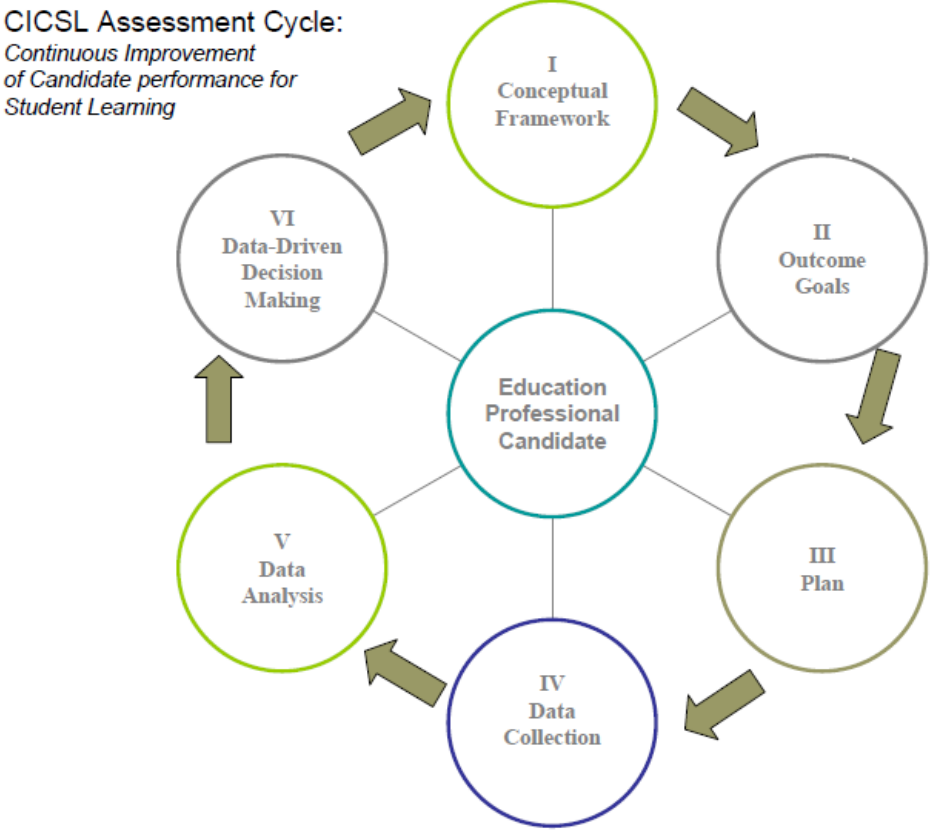 CICSL Assessment Cycle:
Continuous Improvement
of Candidate performance for
Student Learning
I
Conceptual
Framework
II
Outcome
Goals
III
Plan
IV
Data
Collection
V
Data
Analysis
VI
Data-Driven
Decision
Making
Education
Professional
Candidate